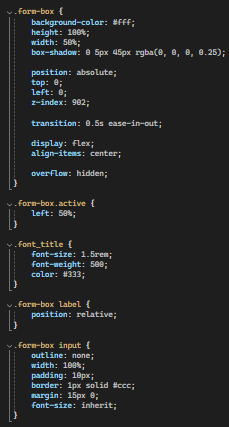 .form-box {
background-color: #fff;
height: 100%;
width: 50%;
box-shadow: 0 5px 45px rgba(0, 0, 0, 0.25);
position: absolute;
top: 0;
left: 0;
z-index: 902;
transition: 0.5s ease-in-out;
display: flex;
align-items: center;
overflow: hidden;
}
.form-box.active {
left: 50%;
}
.font_title {
font-size: 1.5rem;
font-weight: 500;
color: #333;
}
.form-box label {
position: relative;
}
.form-box input {
outline: none;
width: 100%;
padding: 10px;
border: 1px solid #ccc;
margin: 15px 0;
font-size: inherit;
}